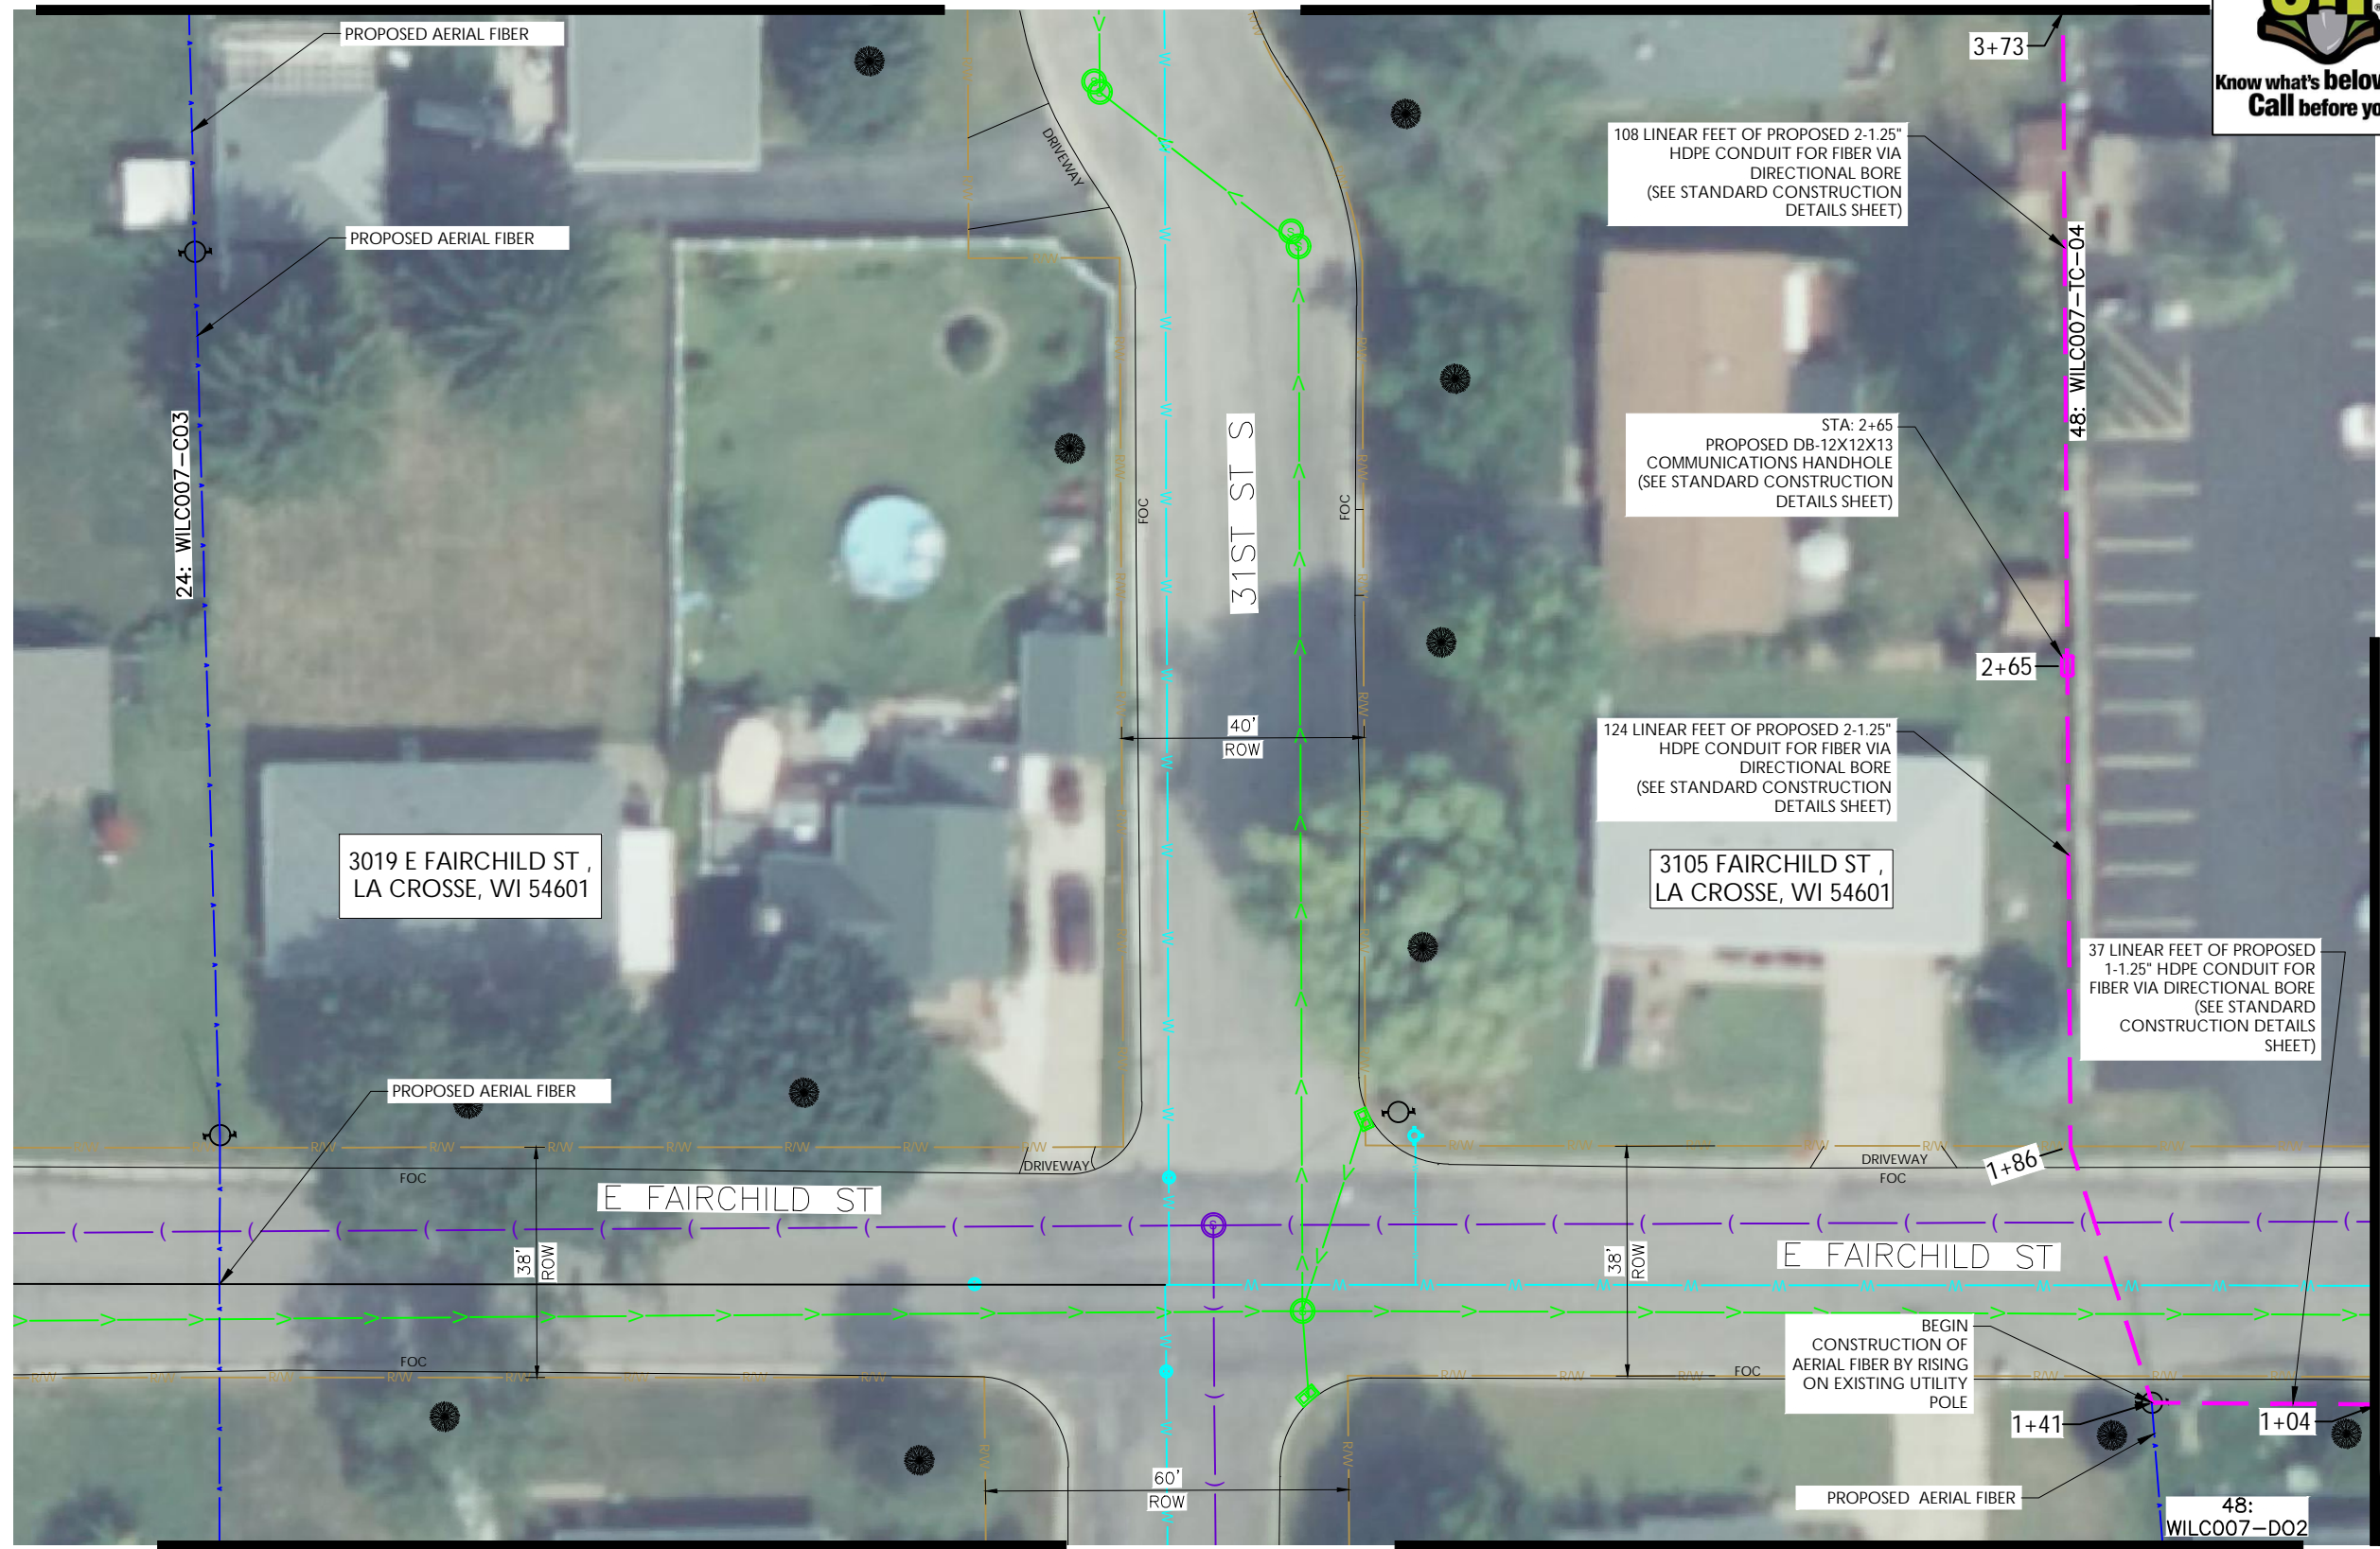 PROPOSED AERIAL FIBER
3+73
Know what's below
Call before yo
108 LINEAR FEET OF PROPOSED 2-1.25"
HDPE CONDUIT FOR FIBER VIA
DIRECTIONAL BORE
(SEE STANDARD CONSTRUCTION
DETAILS SHEET)
DRIVEWAY
PROPOSED AERIAL FIBER
48: WILC007-TC-04
24: WILC007-C03
FOC
31ST ST S
FOC
STA: 2+65
PROPOSED DB-12X12X13
COMMUNICATIONS HANDHOLE
(SEE STANDARD CONSTRUCTION
DETAILS SHEET)
2+65
40'
ROW
124 LINEAR FEET OF PROPOSED 2-1.25"
HDPE CONDUIT FOR FIBER VIA
DIRECTIONAL BORE
(SEE STANDARD CONSTRUCTION
DETAILS SHEET)
3019 E FAIRCHILD ST ,
LA CROSSE, WI 54601
3105 FAIRCHILD ST ,
LA CROSSE, WI 54601
37 LINEAR FEET OF PROPOSED
1-1.25" HDPE CONDUIT FOR
FIBER VIA DIRECTIONAL BORE
(SEE STANDARD
CONSTRUCTION DETAILS
SHEET)
PROPOSED AERIAL FIBER
R/W R/W R/W R/W R/W R/W
DRIVEWAY
DRIVEWAY
1+86
FOC
FOC
E FAIRCHILD ST
38'
ROW
38'
ROW
E FAIRCHILD ST
BEGIN
CONSTRUCTION OF
AERIAL FIBER BY RISING
ON EXISTING UTILITY
POLE
FOC
FOC
R/W R/W R/W R/W R/W
1+41
1+04
60'
ROW
PROPOSED AERIAL FIBER
48:
WILC007-DO2